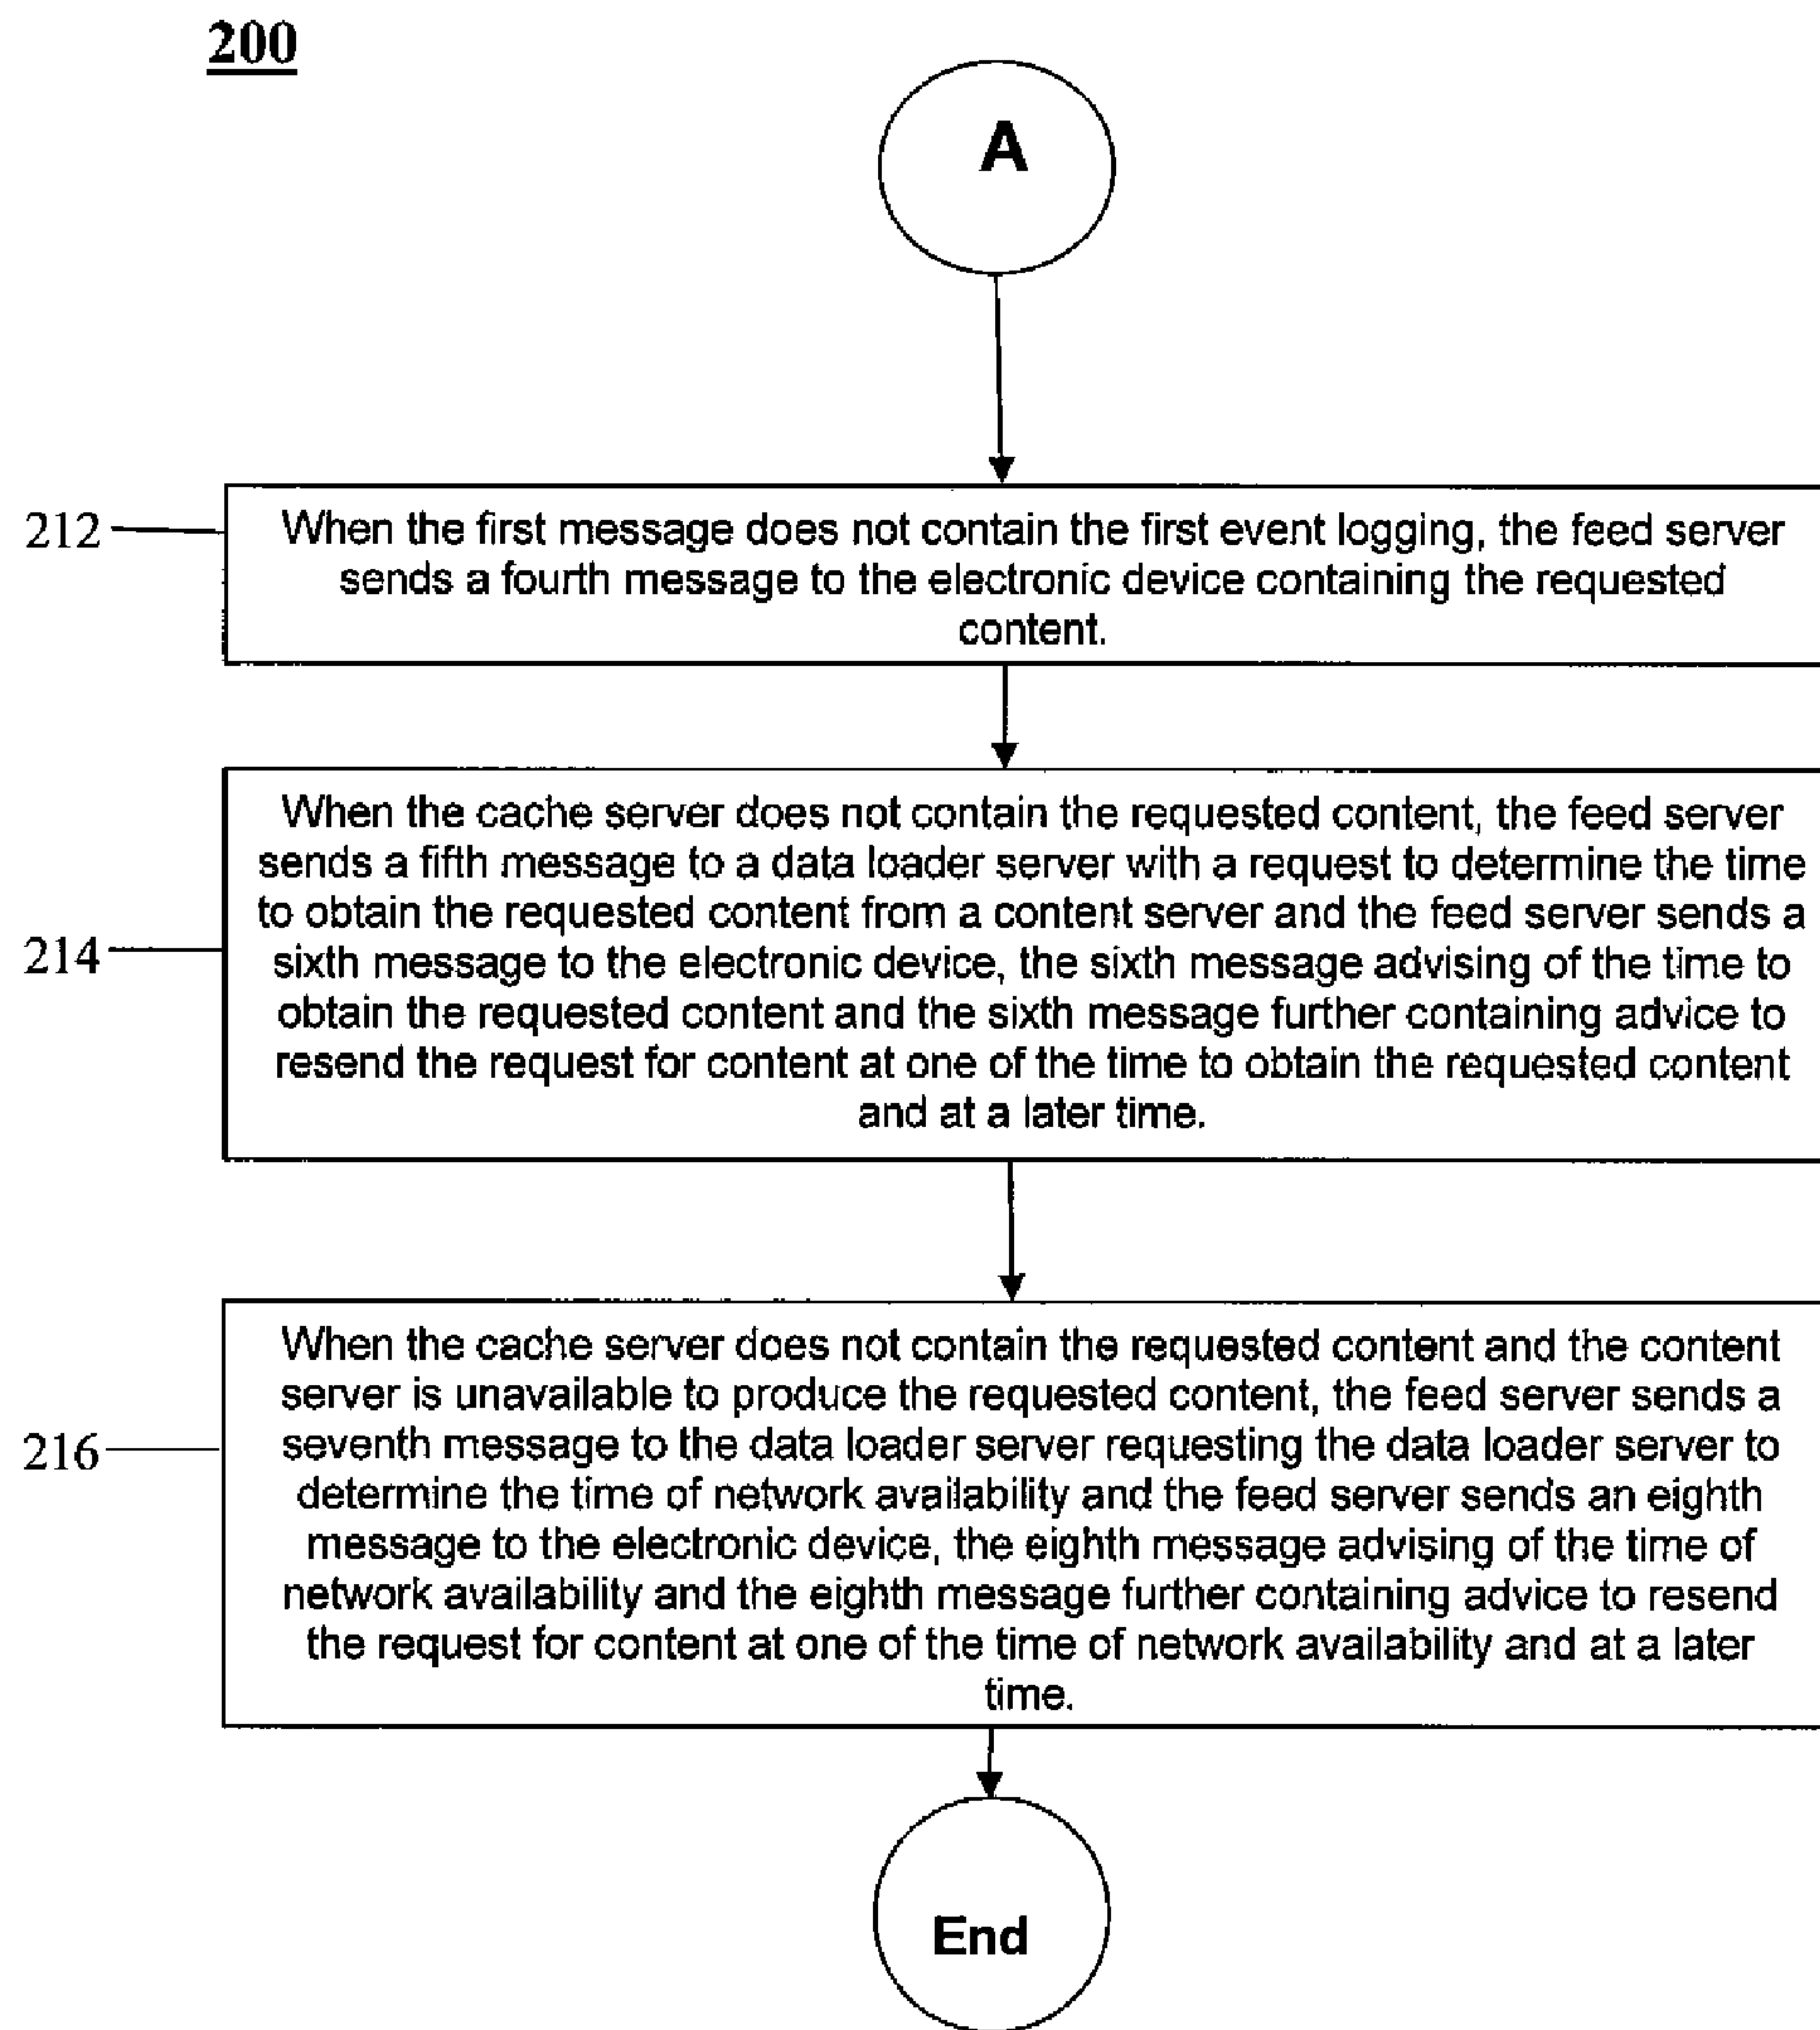 200
A
212
When the first message does not contain the first event logging, the feed server
sends a fourth message to the electronic device containing the requested
content.
214
When the cache server does not contain the requested content, the feed server
sends a fifth message to a data loader server with a request to determine the time
to obtain the requested content from a content server and the feed server sends a
sixth message to the electronic device, the sixth message advising of the time to
obtain the requested content and the sixth message further containing advice to
resend the request for content at one of the time to obtain the requested content
and at a later time.
216
When the cache server does not contain the requested content and the content
server is unavailable to produce the requested content, the feed server sends a
seventh message to the data loader server requesting the data loader server to
determine the time of network availability and the feed server sends an eighth
message to the electronic device, the eighth message advising of the time of
network availability and the eighth message further containing advice to resend
the request for content at one of the time of network availability and at a later
time.
End